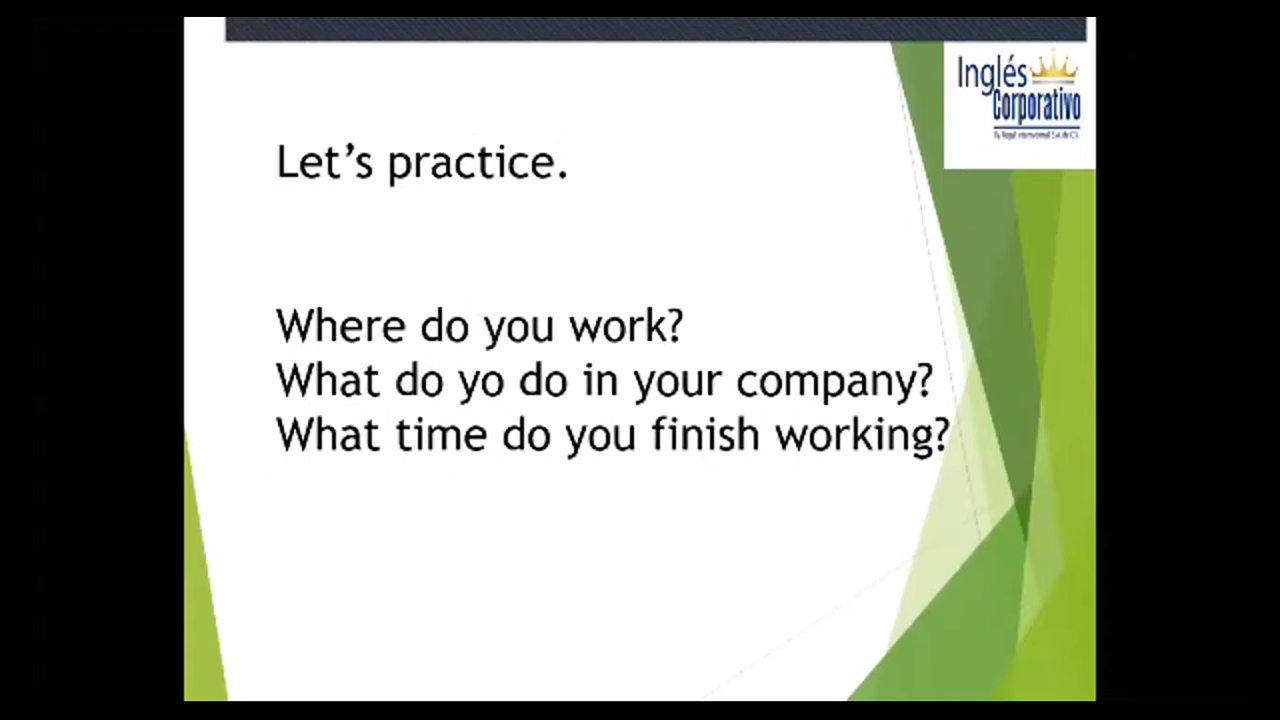 Inglés
Corporativo
Let's practice.
Where do you work?
What do yo do in your company?
What time do you finish working?